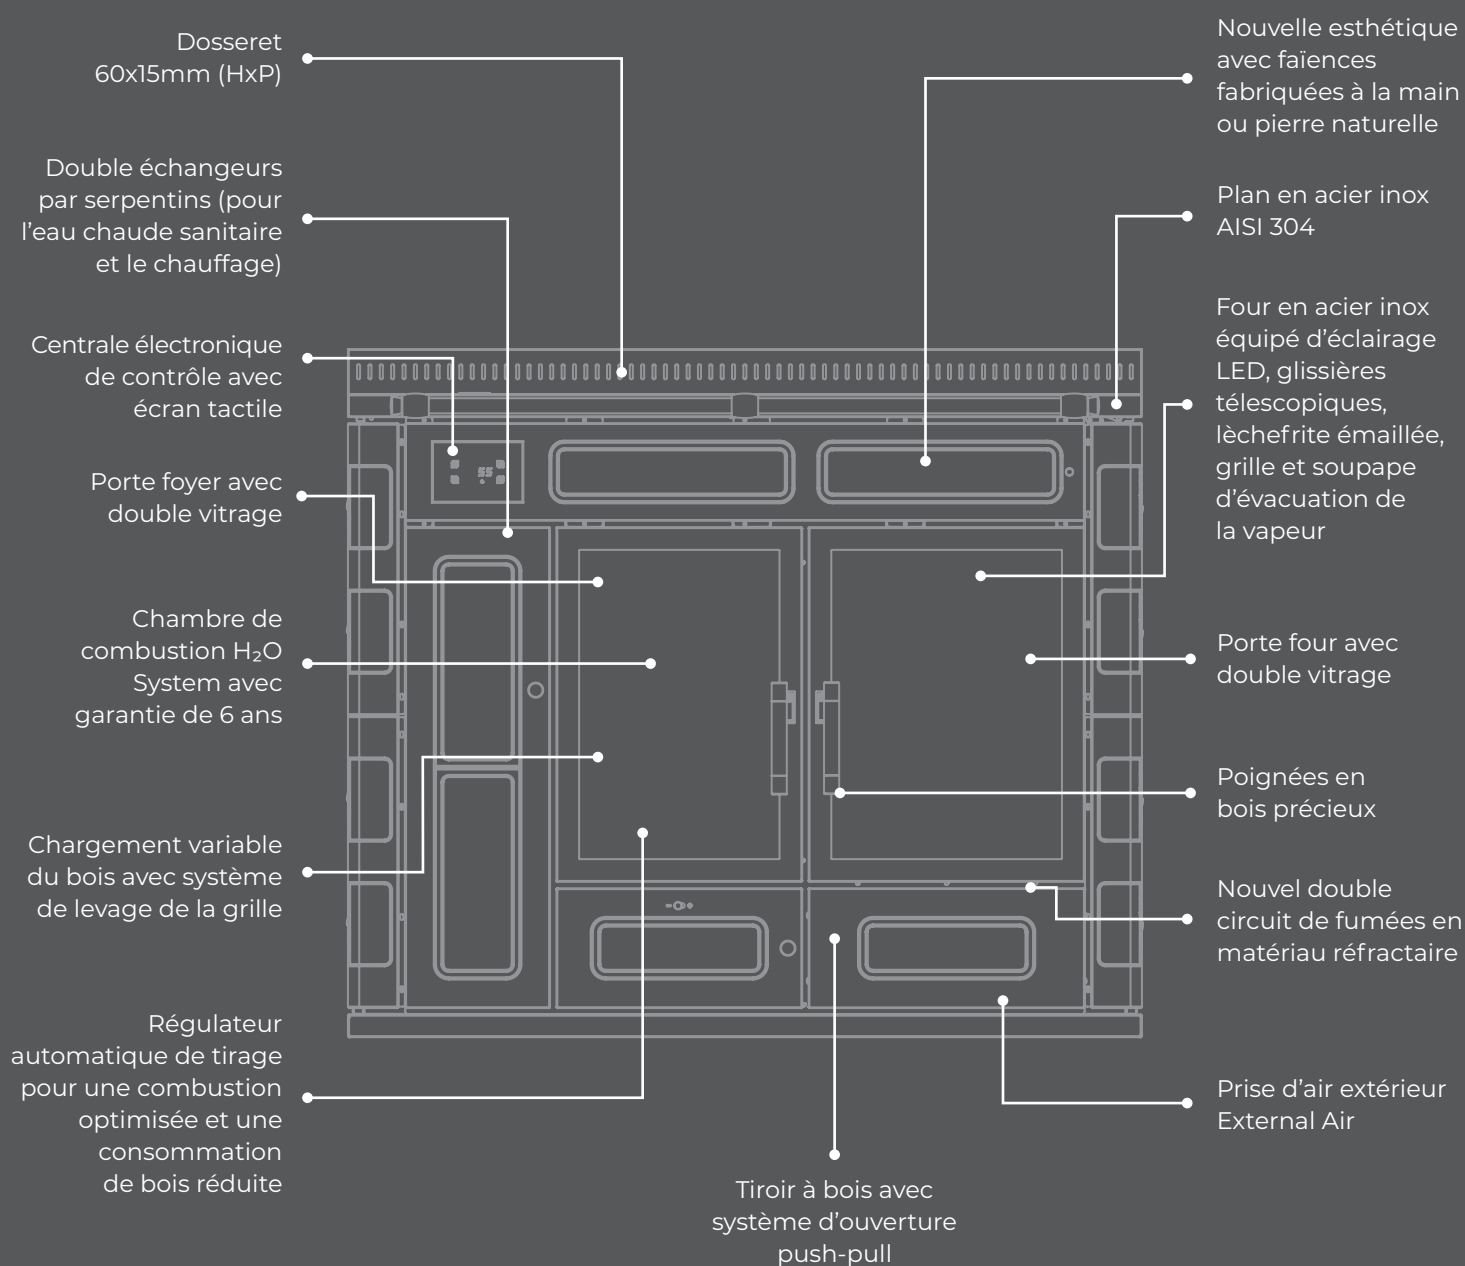 Dosseret
60x15mm (HxP)
Double échangeurs
par serpentins (pour
l’eau chaude sanitaire
et le chauffage)
Centrale électronique
de contrôle avec
écran tactile
Porte foyer avec
double vitrage
Chambre de
combustion H₂O
System avec
garantie de 6 ans
Chargement variable
du bois avec système
de levage de la grille
Régulateur
automatique de tirage
pour une combustion
optimisée et une
consommation
de bois réduite
55
Tiroir à bois avec
système d’ouverture
push-pull
Nouvelle esthétique
avec faïences
fabriquées à la main
ou pierre naturelle
Plan en acier inox
AISI 304
Four en acier inox
équipé d’éclairage
LED, glissières
télescopiques,
lèchefrite émaillée,
grille et soupape
d’évacuation de
la vapeur
Porte four avec
double vitrage
Poignées en
bois précieux
Nouvel double
circuit de fumées en
matériau réfractaire
Prise d’air extérieur
External Air